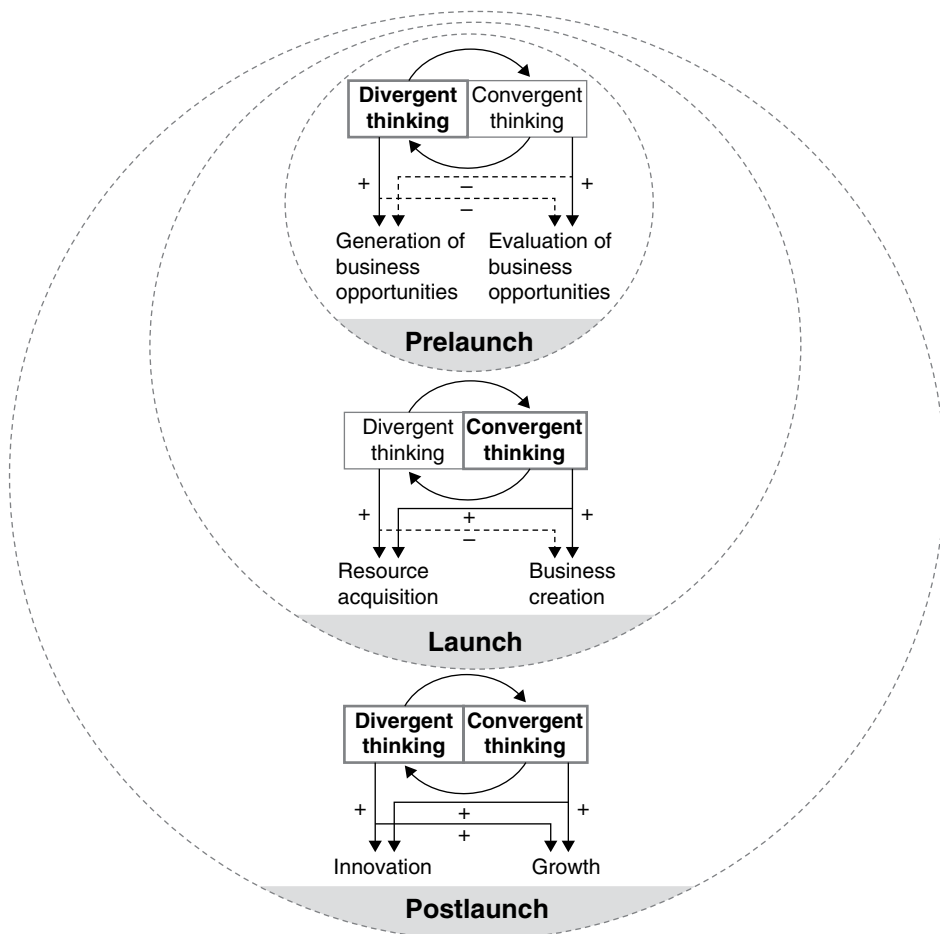 Divergent
thinking
Convergent
thinking
+
–
+
–
Generation of
business
opportunities
Evaluation of
business
opportunities
Prelaunch
Divergent
thinking
Convergent
thinking
+
+
+
–
Resource
acquisition
Business
creation
Launch
Divergent
thinking
Convergent
thinking
+
+
+
+
Innovation
Growth
Postlaunch